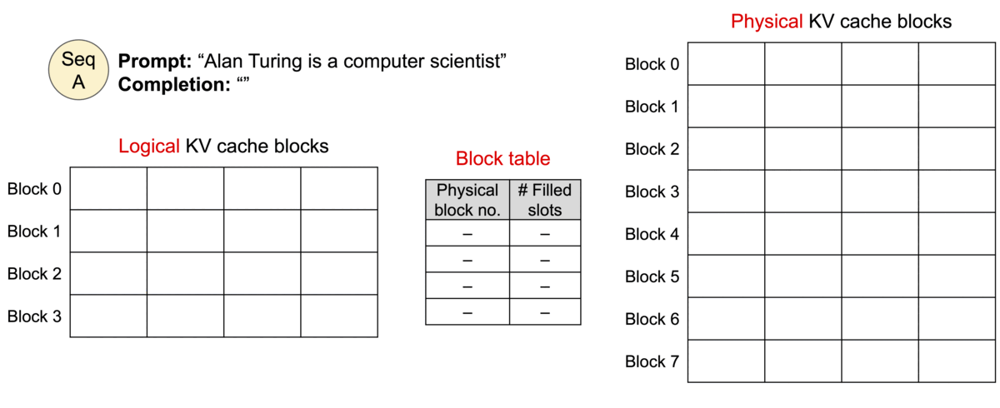 Seq
A
Prompt: “Alan Turing is a computer scientist”
Completion: “”
Logical KV cache blocks
Block 0
Block 1
Block 2
Block 3
Block table
Physical block no. # Filled slots
– –
– –
– –
– –
Physical KV cache blocks
Block 0
Block 1
Block 2
Block 3
Block 4
Block 5
Block 6
Block 7